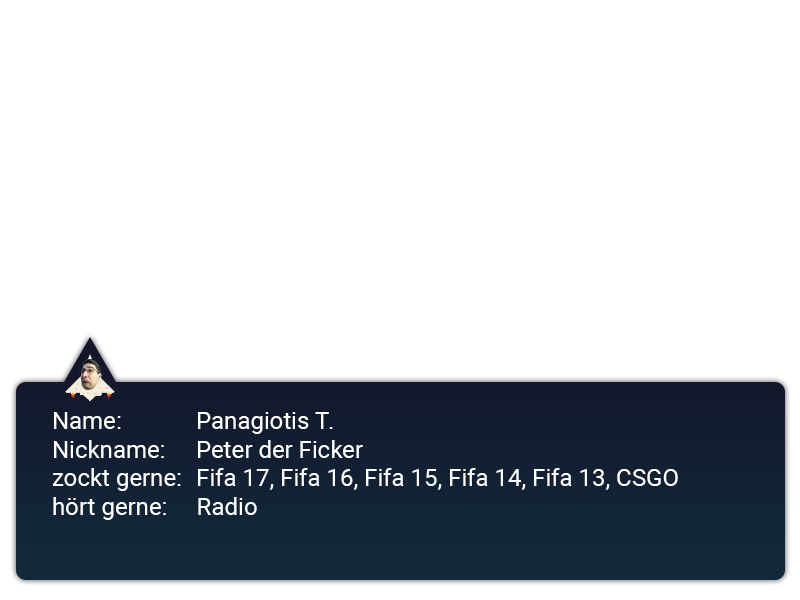 Name: Panagiotis T.
Nickname: Peter der Ficker
zockt gerne: Fifa 17, Fifa 16, Fifa 15, Fifa 14, Fifa 13, CSGO
hört gerne: Radio